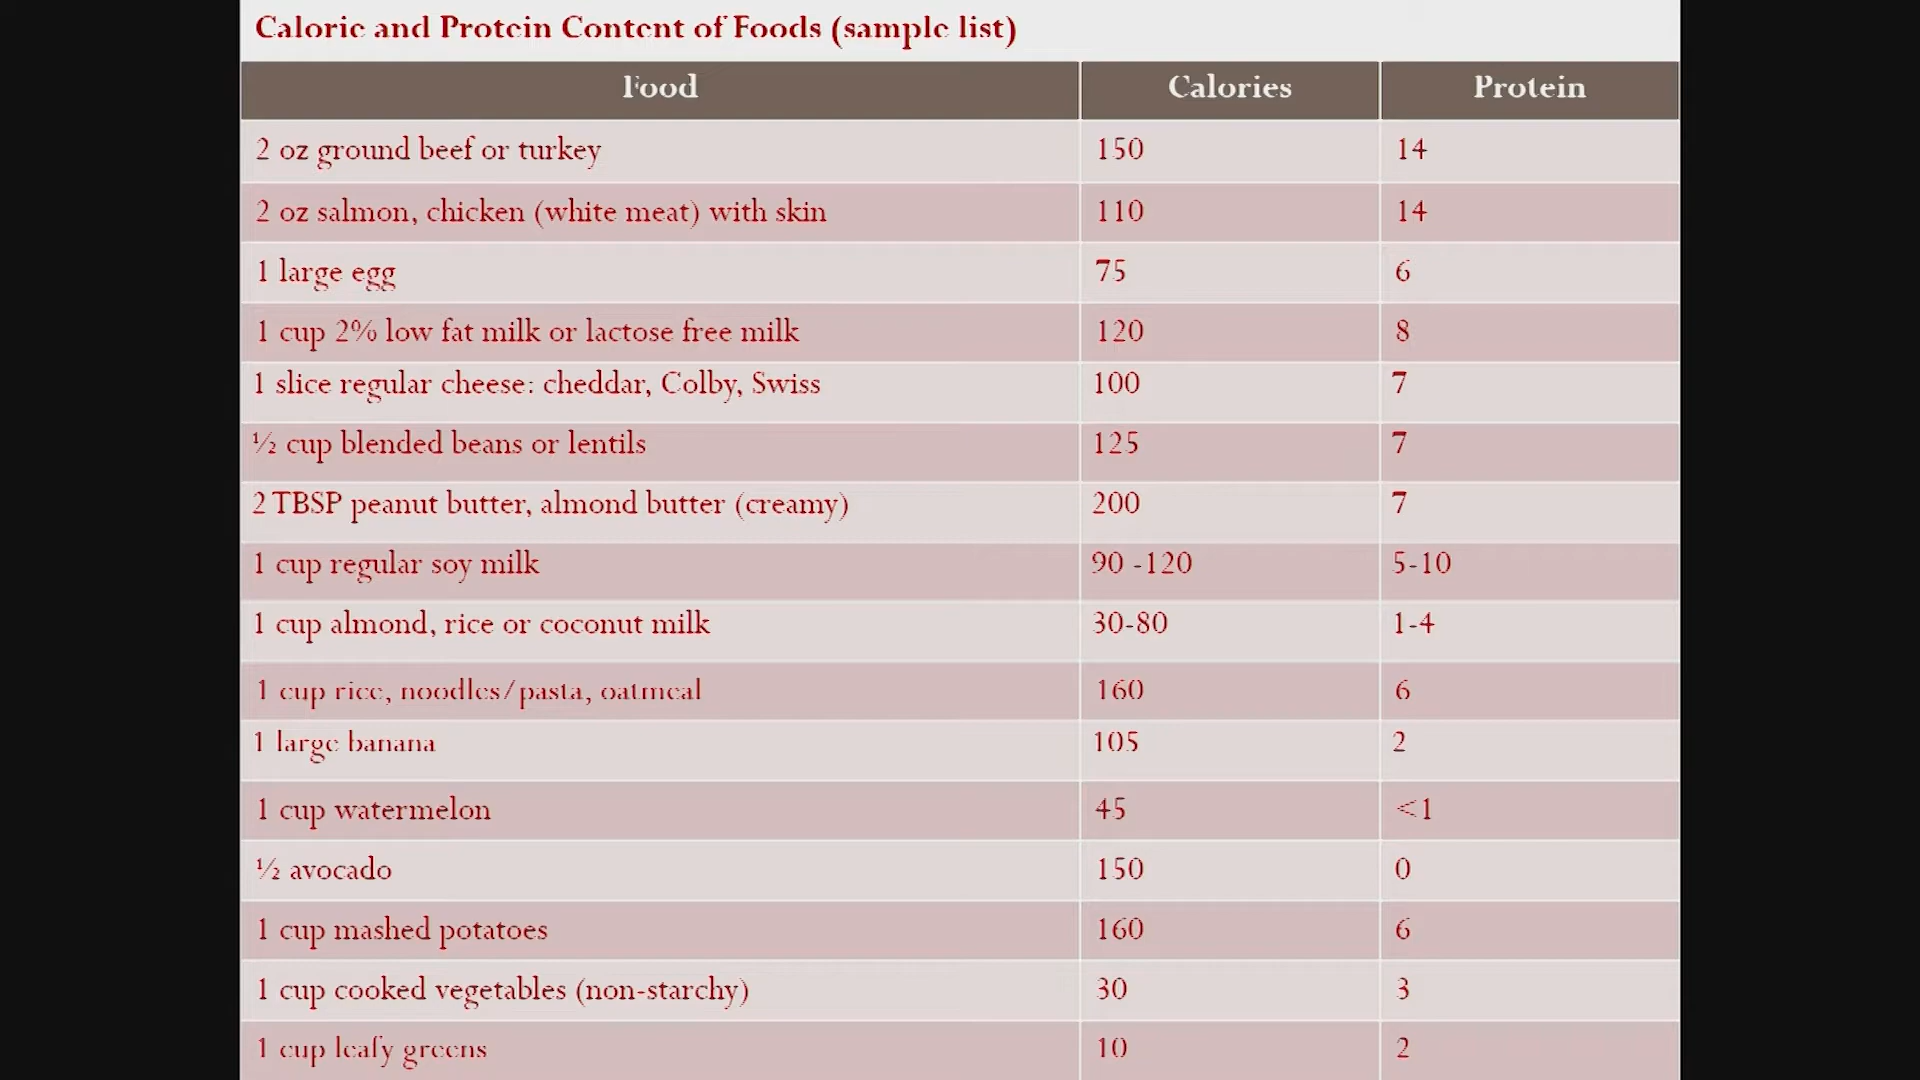 Caloric and Protein Content of Foods (sample list)
Food Calories Protein
2 oz ground beef or turkey 150 14
2 oz salmon, chicken (white meat) with skin 110 14
1 large egg 75 6
1 cup 2% low fat milk or lactose free milk 120 8
1 slice regular cheese: cheddar, Colby, Swiss 100 7
½ cup blended beans or lentils 125 7
2 TBSP peanut butter, almond butter (creamy) 200 7
1 cup regular soy milk 90 -120 5-10
1 cup almond, rice or coconut milk 30-80 1-4
1 cup rice, noodles/pasta, oatmeal 160 6
1 large banana 105 2
1 cup watermelon 45 <1
½ avocado 150 0
1 cup mashed potatoes 160 6
1 cup cooked vegetables (non-starchy) 30 3
1 cup leafy greens 10 2